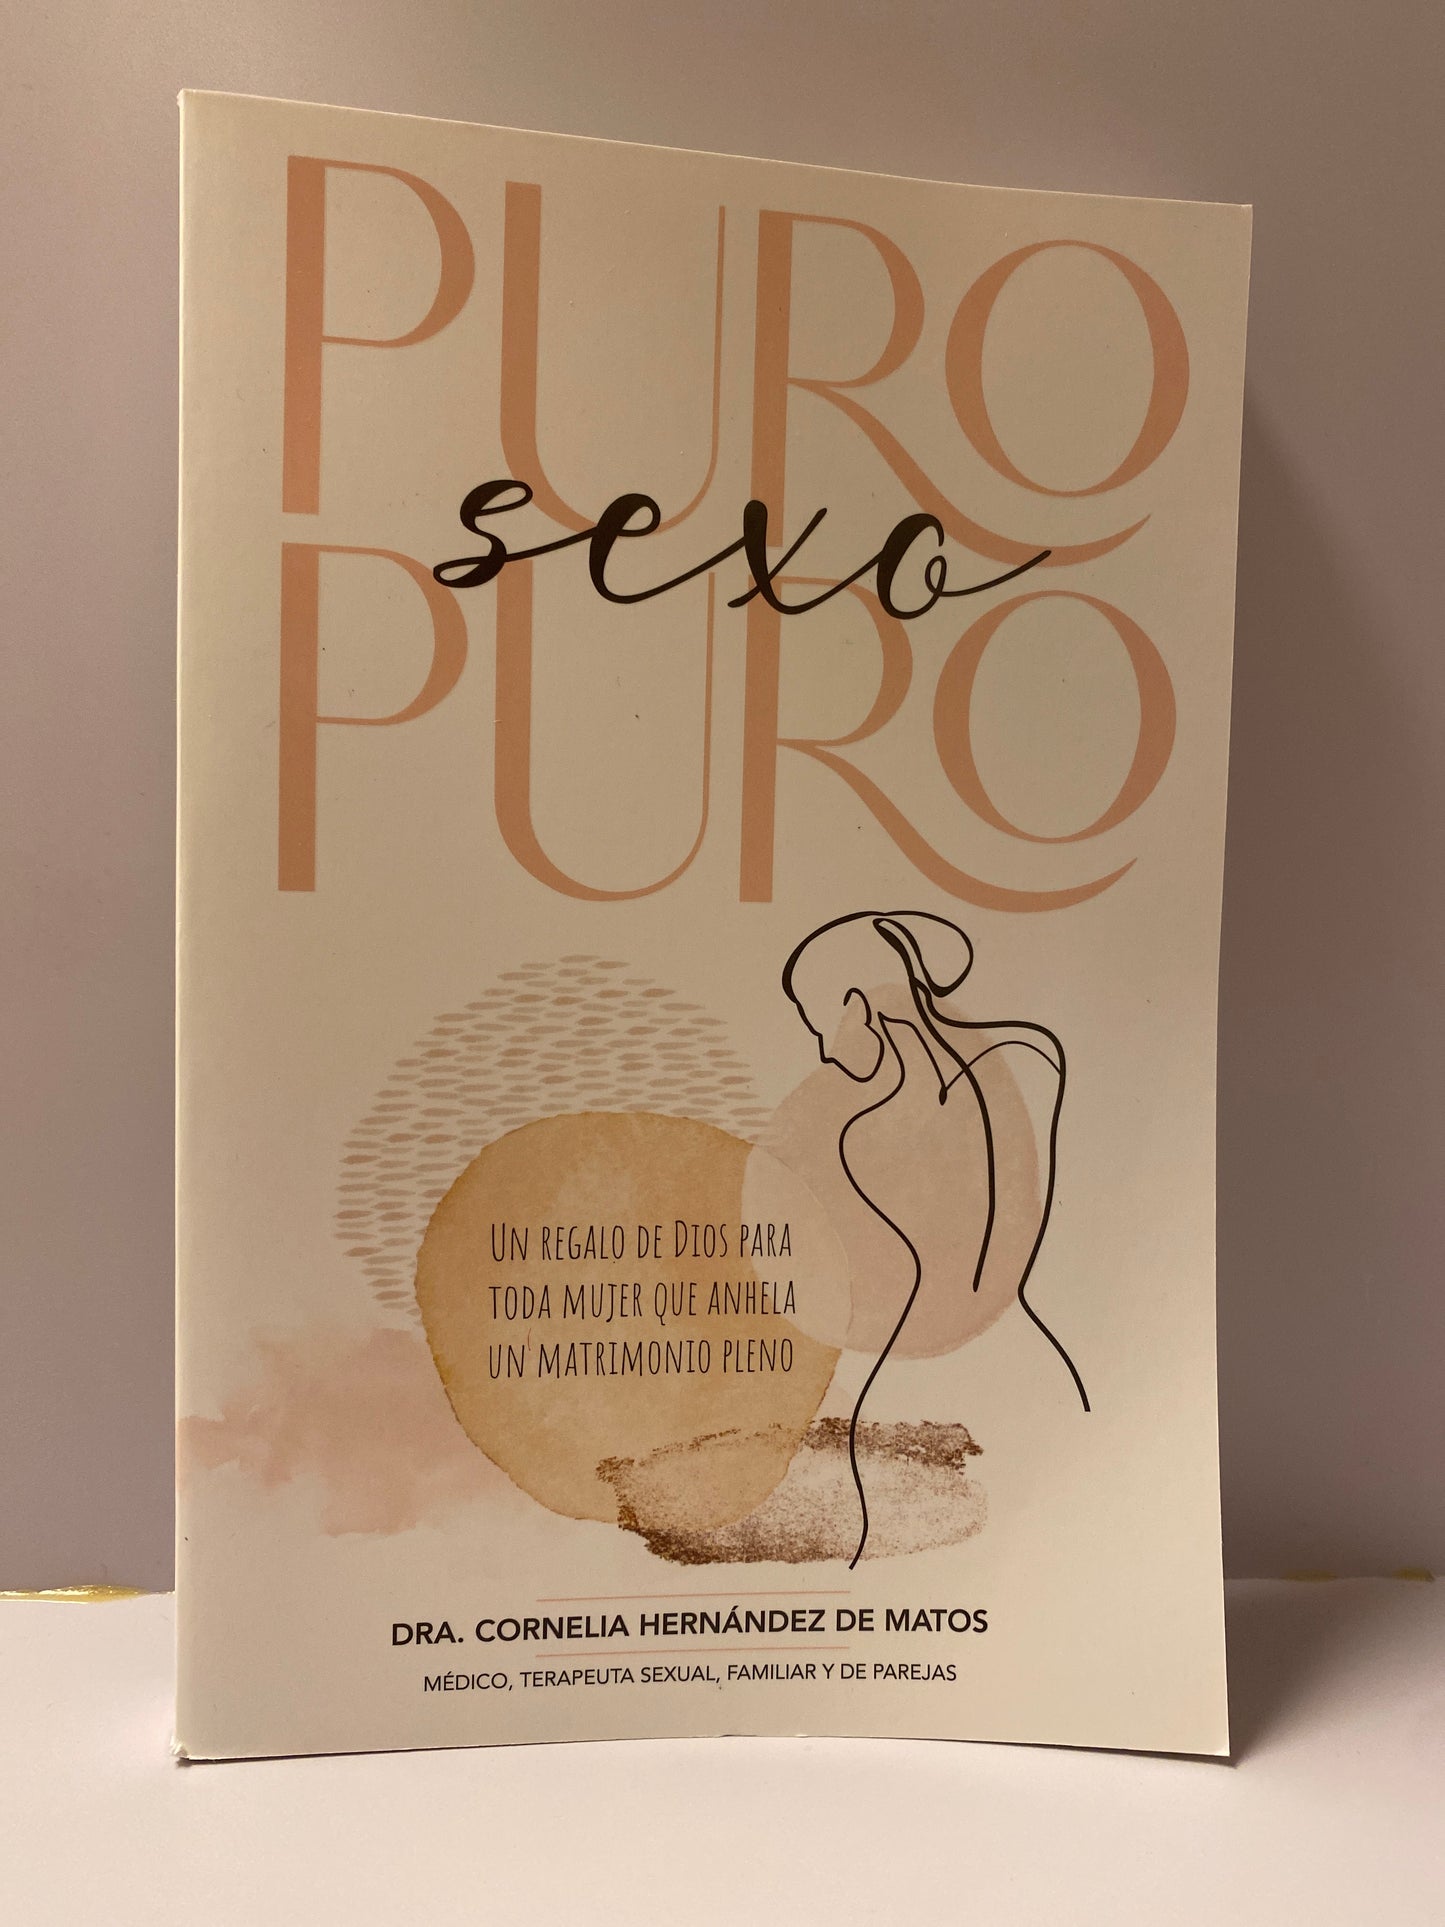 PURO
sexo
PURO
Un regalo de Dios para
toda mujer que anhela
un matrimonio pleno
DRA. CORNELIA HERNÁNDEZ DE MATOS
MÉDICO, TERAPEUTA SEXUAL, FAMILIAR Y DE PAREJAS